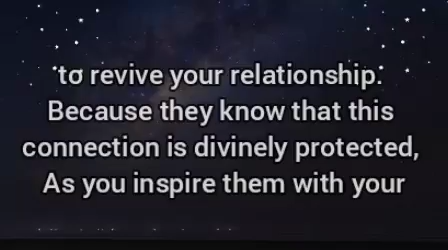 to revive your relationship.
Because they know that this
connection is divinely protected,
As you inspire them with your